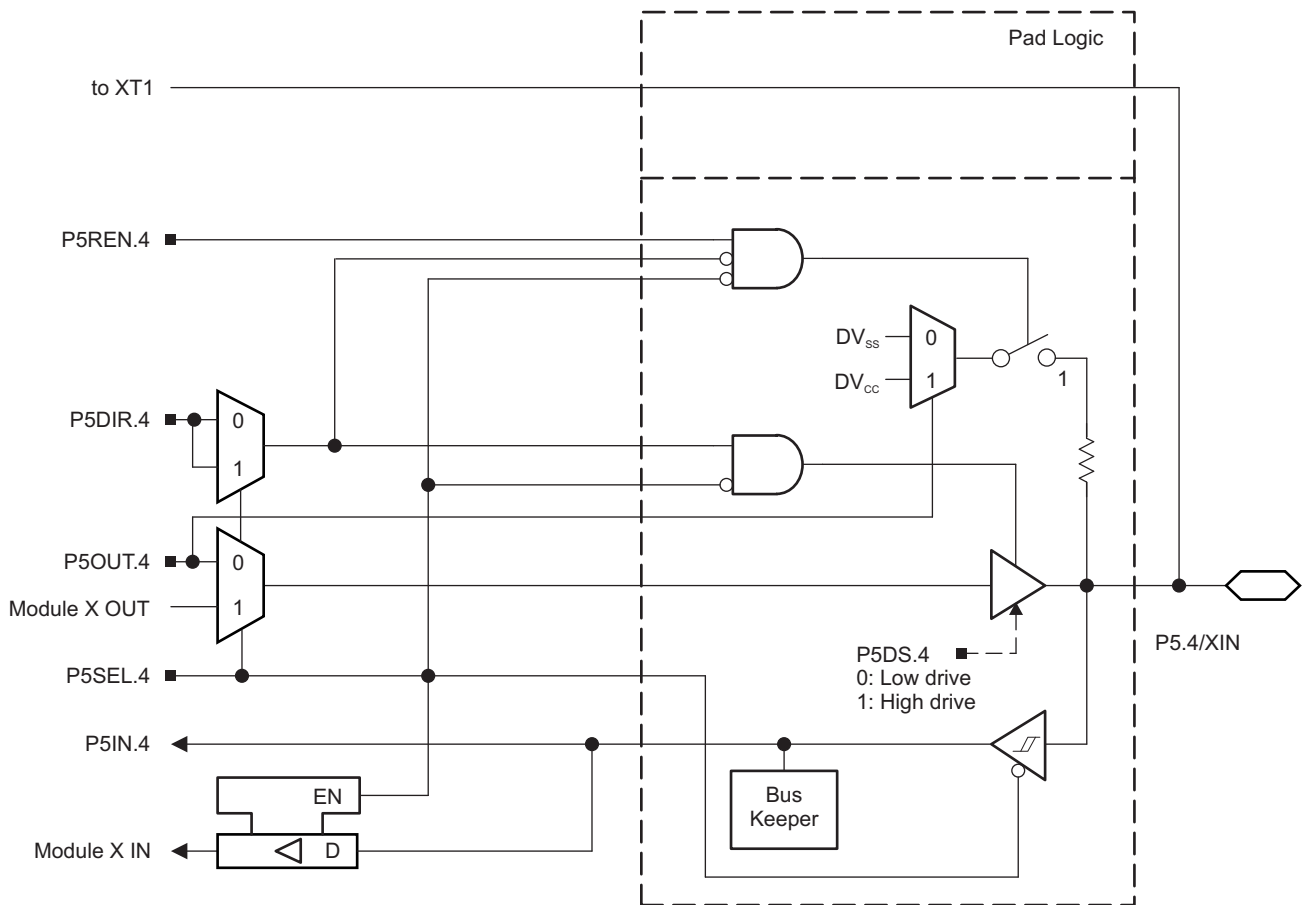 Pad Logic
to XT1
P5REN.4
DVSS
0
DVCC
1
1
P5DIR.4
0
1
P5OUT.4
0
Module X OUT
1
P5DS.4
0: Low drive
1: High drive
P5.4/XIN
P5SEL.4
P5IN.4
EN
Bus
Keeper
Module X IN
D